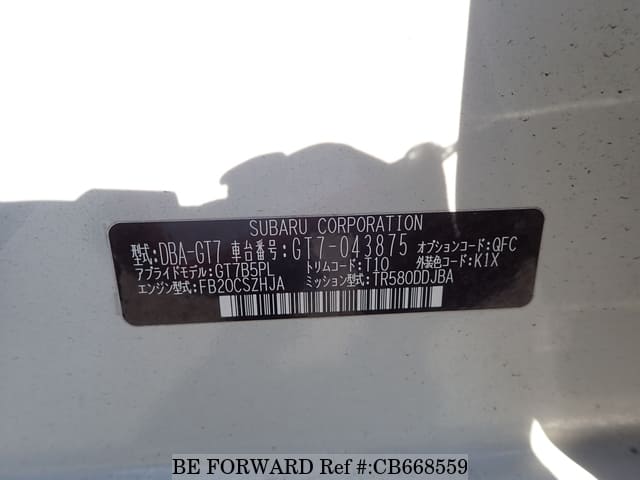 SUBARU CORPORATION
型式:DBA-GT7 車台番号:GT7-043875 オプションコード:QFC
アプライドモデル:GT7B5PL トリムコード:T10 外装色コード:K1X
エンジン型式:FB20CSZHJA ミッション型式:TR580DDJBA
BE FORWARD Ref #:CB668559